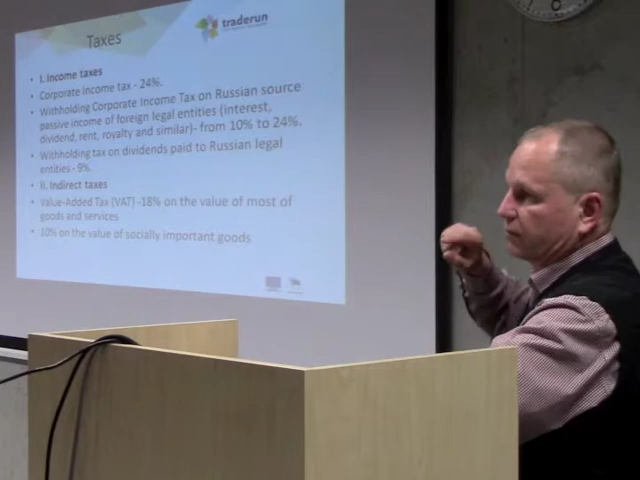 Taxes
traderun
I. Income taxes
Corporate income tax - 24%.
Withholding Corporate Income Tax on Russian source
passive income of foreign legal entities (interest,
dividend, rent, royalty and similar)- from 10% to 24%.
Withholding tax on dividends paid to Russian legal
entities - 9%.
II. Indirect taxes
Value-Added Tax (VAT) -18% on the value of most of
goods and services
10% on the value of socially important goods